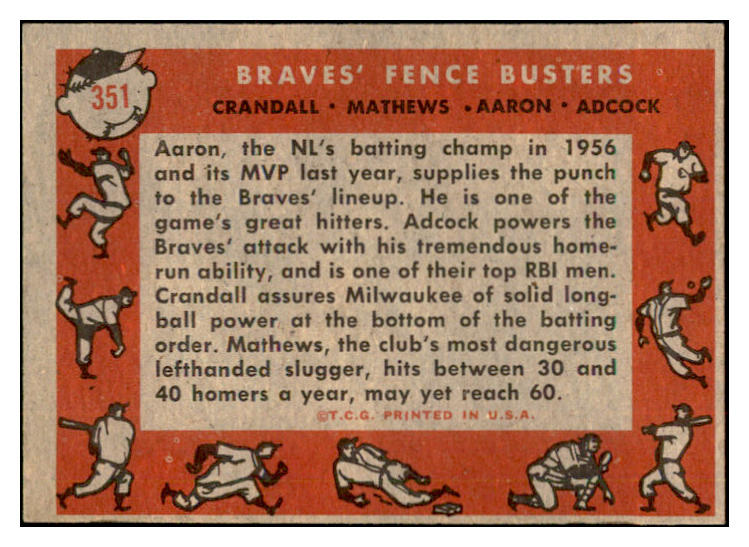 351
BRAVES' FENCE BUSTERS
CRANDALL • MATHEWS • AARON • ADCOCK
Aaron, the NL's batting champ in 1956
and its MVP last year, supplies the punch
to the Braves' lineup. He is one of the
game's great hitters. Adcock powers the
Braves' attack with his tremendous home-
run ability, and is one of their top RBI men.
Crandall assures Milwaukee of solid long-
ball power at the bottom of the batting
order. Mathews, the club's most dangerous
lefthanded slugger, hits between 30 and
40 homers a year, may yet reach 60.
©T.C.G. PRINTED IN U.S.A.